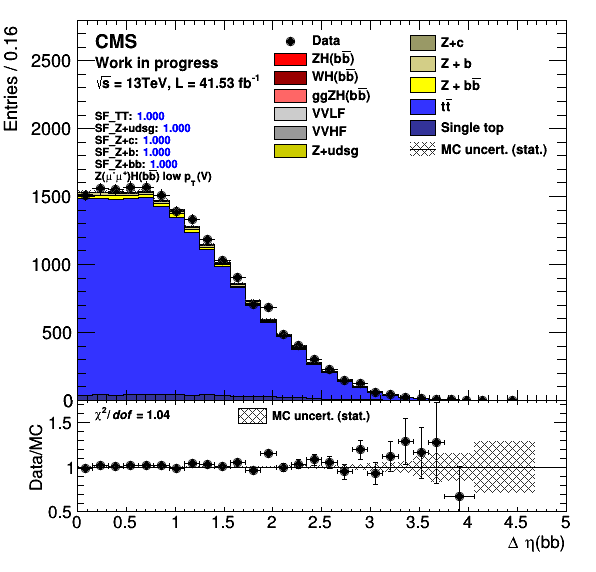 Entries / 0.16
2500
2000
1500
1000
500
0
CMS
Work in progress
√s = 13TeV, L = 41.53 fb⁻¹
SF_TT: 1.000
SF_Z+udsg: 1.000
SF_Z+c: 1.000
SF_Z+b: 1.000
SF_Z+bb: 1.000
Z(μ⁻μ⁺)H(bb̅) low p_T(V)
Data
ZH(bb̅)
WH(bb̅)
ggZH(bb̅)
VVLF
VVHF
Z+udsg
Z+c
Z + b
Z + bb̅
tt̅
Single top
MC uncert. (stat.)
Data/MC
1.5
1
0.5
χ²/dof = 1.04
MC uncert. (stat.)
0 0.5 1 1.5 2 2.5 3 3.5 4 4.5 5
Δ η(bb)